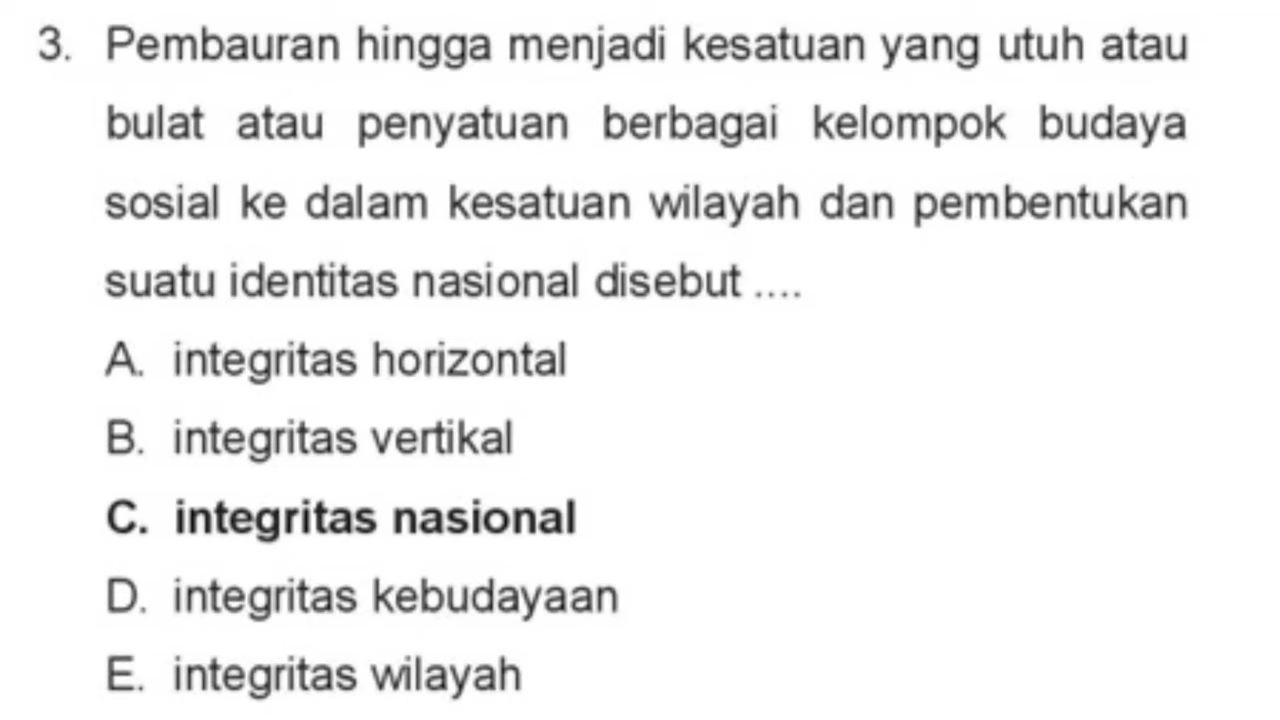 3. Pembauran hingga menjadi kesatuan yang utuh atau
bulat atau penyatuan berbagai kelompok budaya
sosial ke dalam kesatuan wilayah dan pembentukan
suatu identitas nasional disebut ....
A. integritas horizontal
B. integritas vertikal
C. integritas nasional
D. integritas kebudayaan
E. integritas wilayah